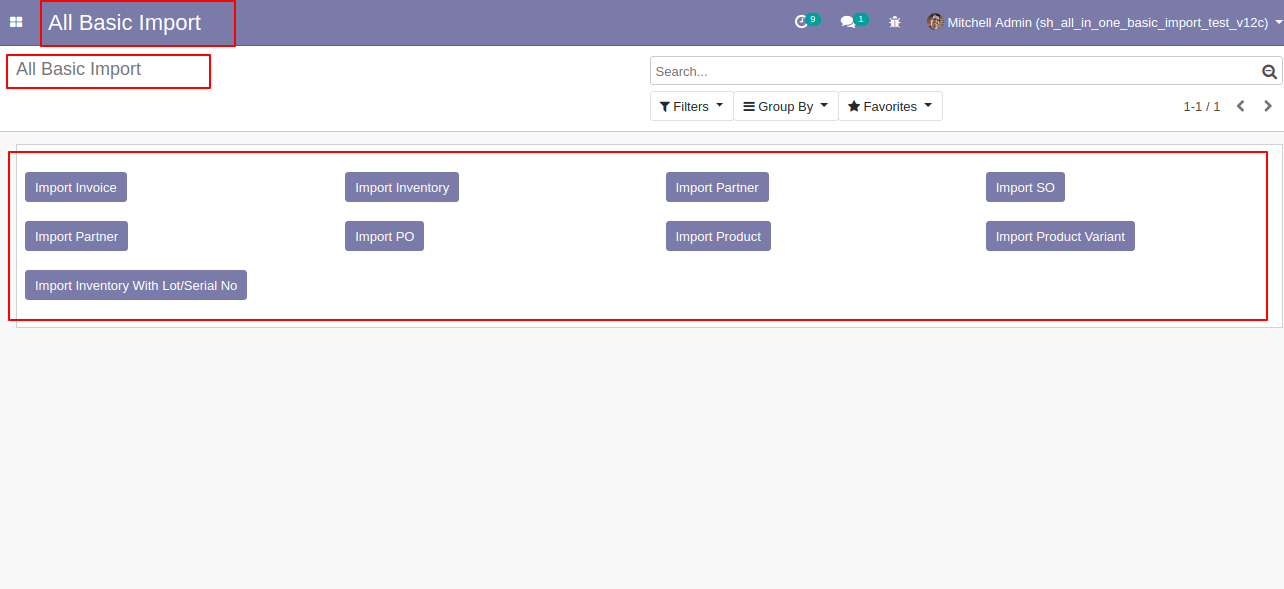 All Basic Import 9 1 Mitchell Admin (sh_all_in_one_basic_import_test_v12c)
All Basic Import Search...
Filters Group By Favorites 1-1 / 1
Import Invoice Import Inventory Import Partner Import SO
Import Partner Import PO Import Product Import Product Variant
Import Inventory With Lot/Serial No